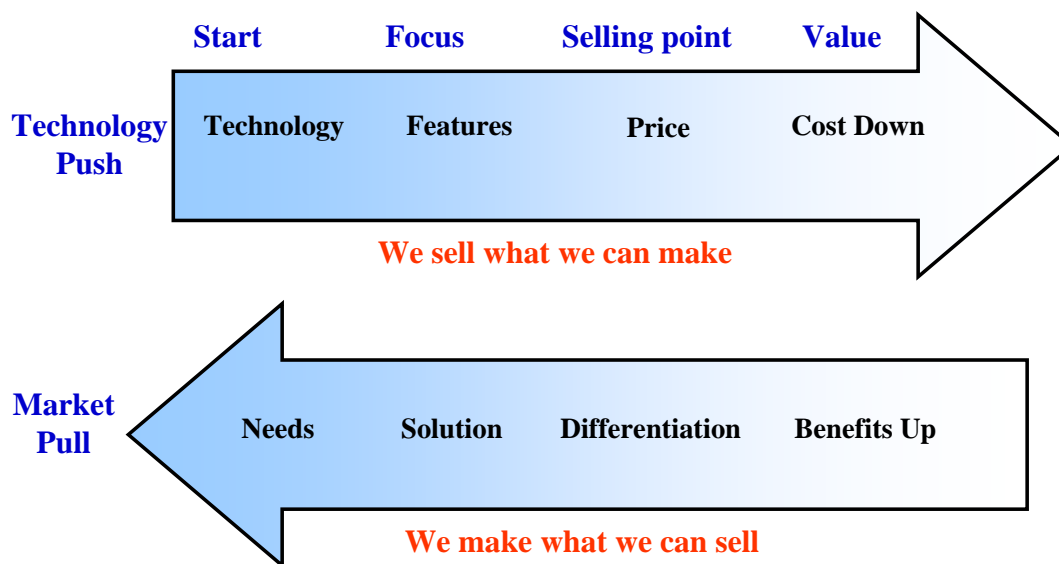 Start Focus Selling point Value
Technology
Push
Technology Features Price Cost Down
We sell what we can make
Market
Pull
Needs Solution Differentiation Benefits Up
We make what we can sell